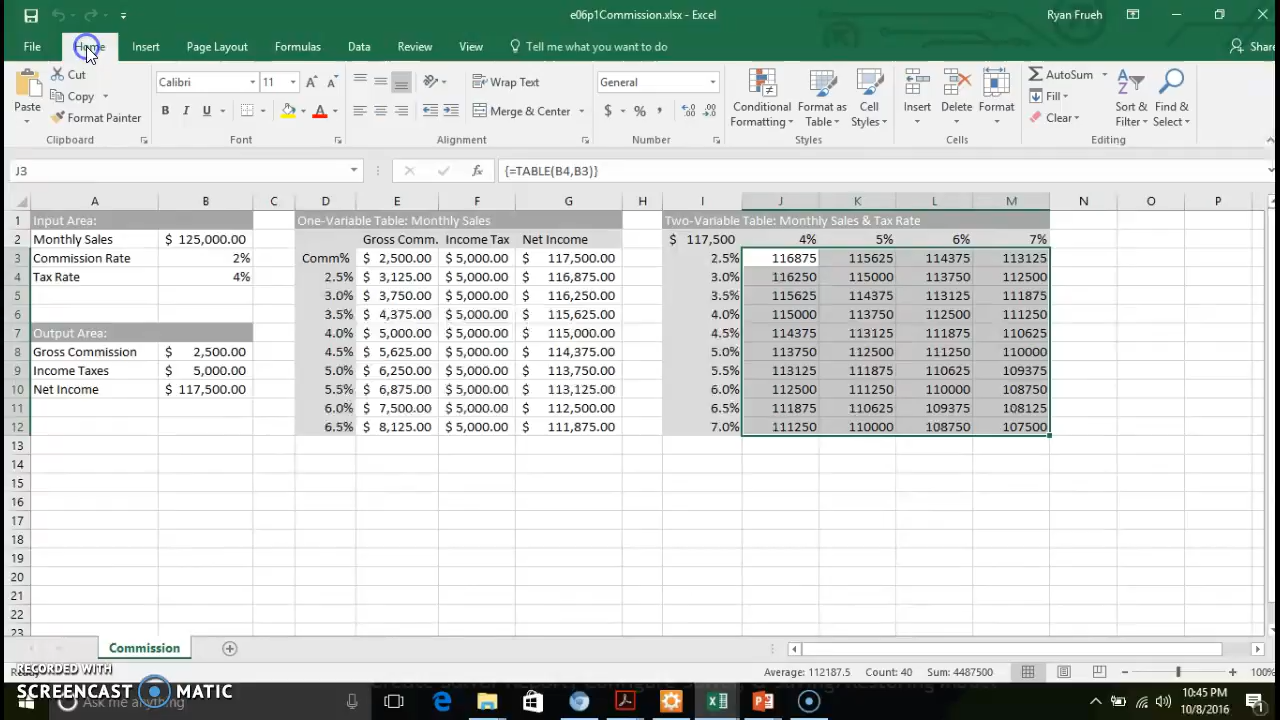 e06p1Commission.xlsx - Excel
Ryan Frueh
File Home Insert Page Layout Formulas Data Review View Tell me what you want to do Share
Paste Cut Copy Format Painter
Calibri 11
B I U A A A
Wrap Text
Merge & Center
General
$ % ,
Conditional Formatting Format as Table Cell Styles
Insert Delete Format
AutoSum Fill Clear Sort & Filter Find & Select
Clipboard Font Alignment Number Styles Cells Editing
J3 fx {=TABLE(B4,B3)}
A B C D E F G H I J K L M N O P
1 Input Area: One-Variable Table: Monthly Sales Two-Variable Table: Monthly Sales & Tax Rate
2 Monthly Sales $ 125,000.00 Gross Comm. Income Tax Net Income $ 117,500 4% 5% 6% 7%
3 Commission Rate 2% Comm% $ 2,500.00 $ 5,000.00 $ 117,500.00 2.5% 116875 115625 114375 113125
4 Tax Rate 4% 2.5% $ 3,125.00 $ 5,000.00 $ 116,875.00 3.0% 116250 115000 113750 112500
5 3.0% $ 3,750.00 $ 5,000.00 $ 116,250.00 3.5% 115625 114375 113125 111875
6 3.5% $ 4,375.00 $ 5,000.00 $ 115,625.00 4.0% 115000 113750 112500 111250
7 Output Area: 4.0% $ 5,000.00 $ 5,000.00 $ 115,000.00 4.5% 114375 113125 111875 110625
8 Gross Commission $ 2,500.00 4.5% $ 5,625.00 $ 5,000.00 $ 114,375.00 5.0% 113750 112500 111250 110000
9 Income Taxes $ 5,000.00 5.0% $ 6,250.00 $ 5,000.00 $ 113,750.00 5.5% 113125 111875 110625 109375
10 Net Income $ 117,500.00 5.5% $ 6,875.00 $ 5,000.00 $ 113,125.00 6.0% 112500 111250 110000 108750
11 6.0% $ 7,500.00 $ 5,000.00 $ 112,500.00 6.5% 111875 110625 109375 108125
12 6.5% $ 8,125.00 $ 5,000.00 $ 111,875.00 7.0% 111250 110000 108750 107500
13
14
15
16
17
18
19
20
21
22
23
Commission
Average: 112187.5 Count: 40 Sum: 4487500 100%
RECORDED WITH
SCREENCAST MATIC
Ask me anything
10:45 PM
10/8/2016